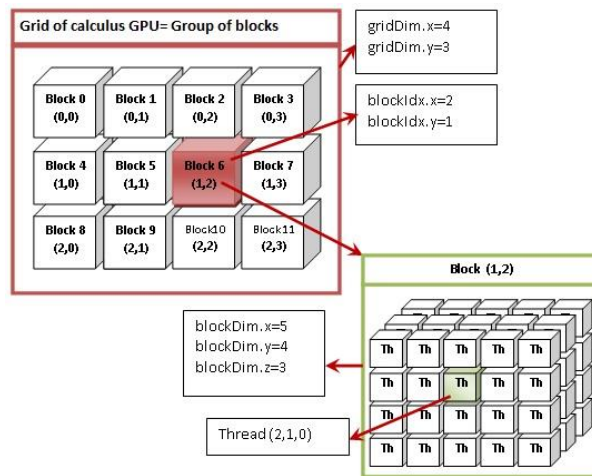 Grid of calculus GPU= Group of blocks
gridDim.x=4
gridDim.y=3
Block 0 Block 1 Block 2 Block 3
(0,0) (0,1) (0,2) (0,3)
blockIdx.x=2
blockIdx.y=1
Block 4 Block 5 Block 6 Block 7
(1,0) (1,1) (1,2) (1,3)
Block 8 Block 9 Block10 Block11
(2,0) (2,1) (2,2) (2,3)
Block (1,2)
blockDim.x=5
blockDim.y=4
blockDim.z=3
Th Th Th Th Th
Th Th Th Th Th
Th Th Th Th Th
Th Th Th Th Th
Thread (2,1,0)